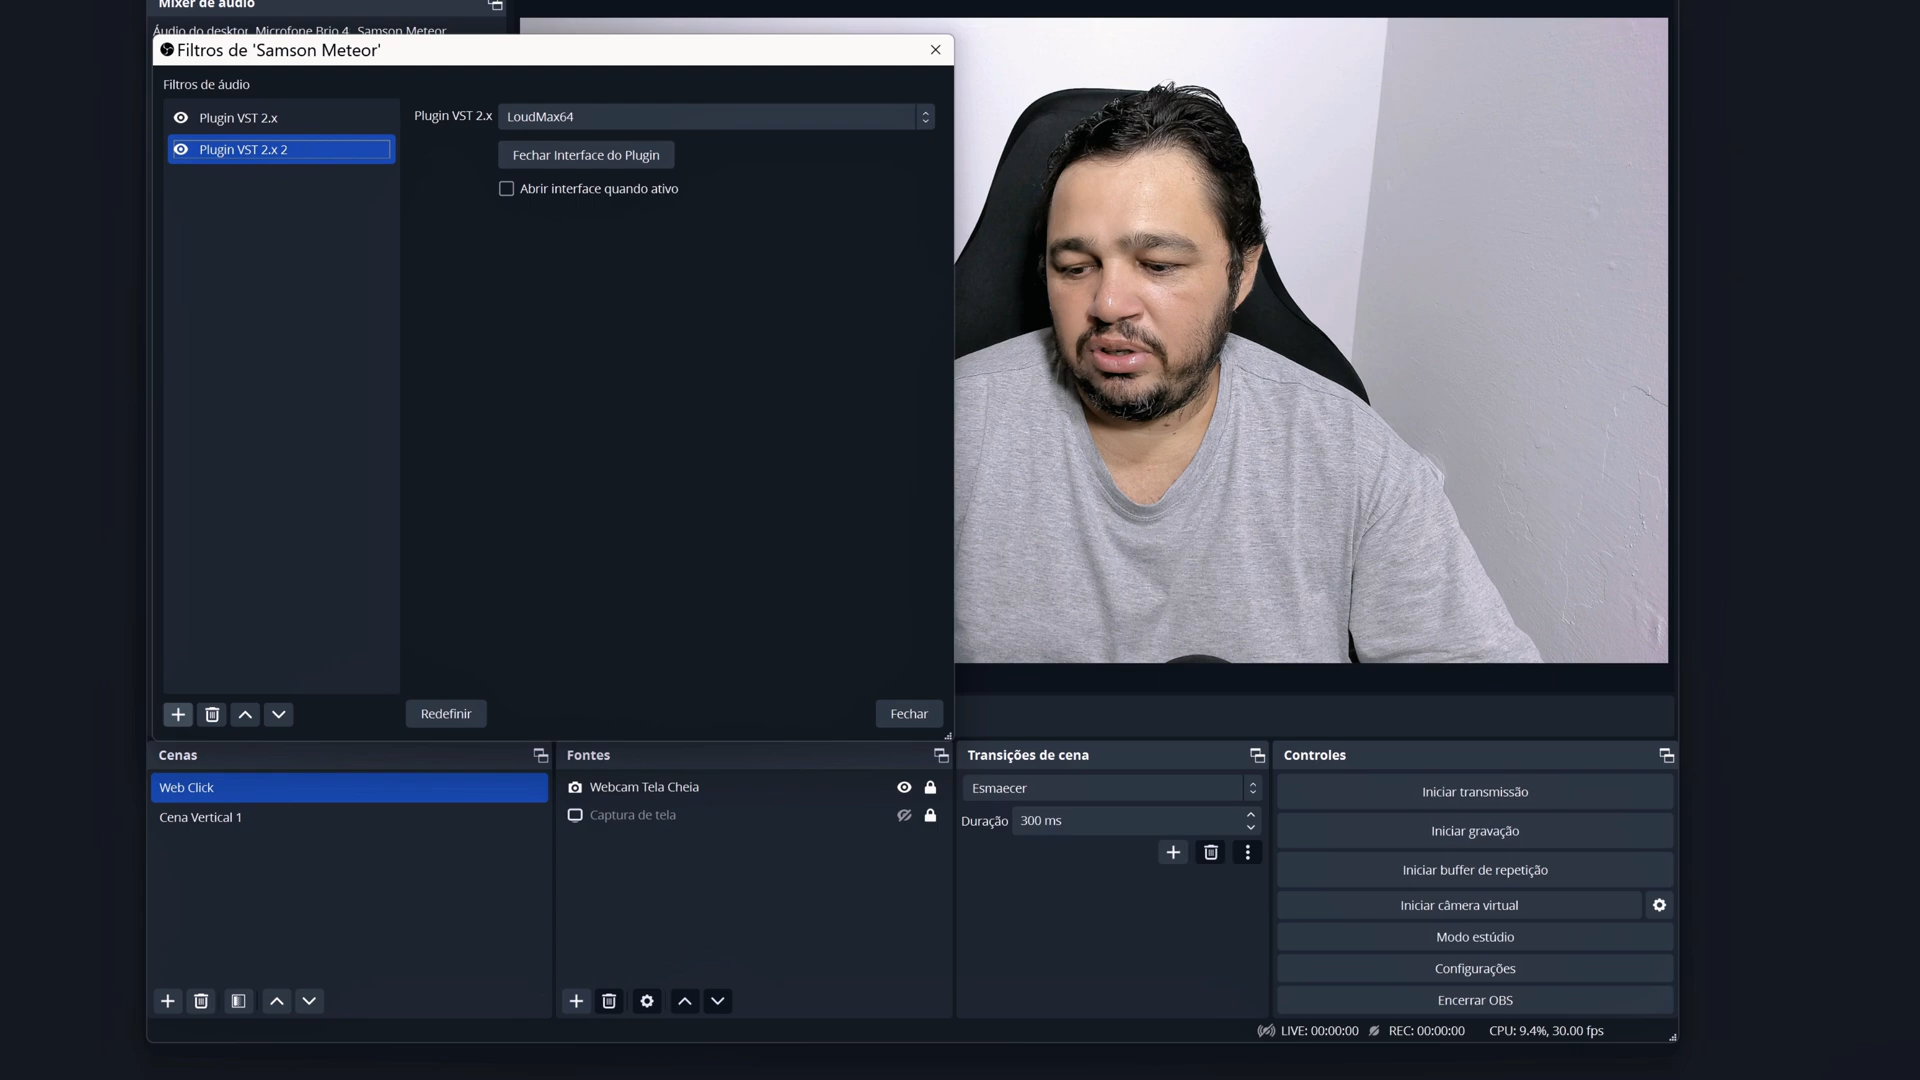 Mixer de áudio
Áudio do desktop, Microfone Brio 4, Samson Meteor
Filtros de 'Samson Meteor'
Filtros de áudio
Plugin VST 2.x
Plugin VST 2.x 2
Plugin VST 2.x
LoudMax64
Fechar Interface do Plugin
Abrir interface quando ativo
Redefinir
Fechar
Cenas
Web Click
Cena Vertical 1
Fontes
Webcam Tela Cheia
Captura de tela
Transições de cena
Esmaecer
Duração 300 ms
Controles
Iniciar transmissão
Iniciar gravação
Iniciar buffer de repetição
Iniciar câmera virtual
Modo estúdio
Configurações
Encerrar OBS
LIVE: 00:00:00 REC: 00:00:00 CPU: 9.4%, 30.00 fps